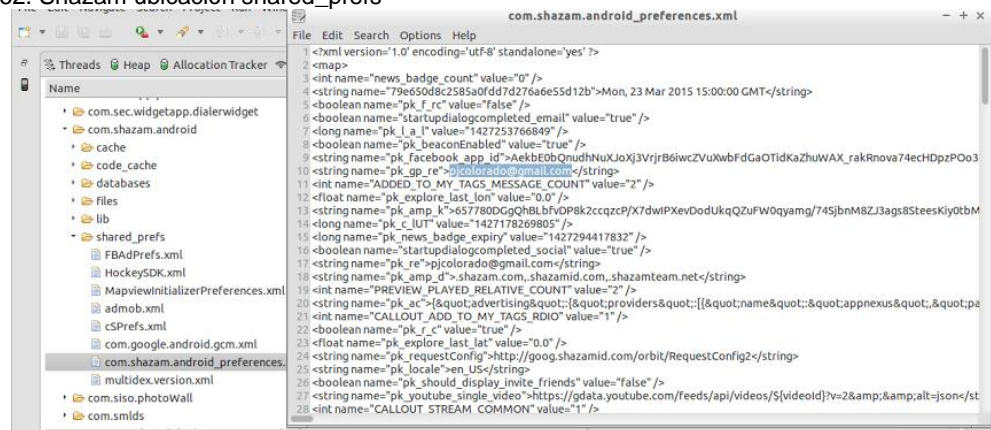 Shazam ubicación shared_prefs
com.shazam.android_preferences.xml
File Edit Search Options Help
Threads Heap Allocation Tracker
Name
com.sec.widgetapp.dialerwidget
com.shazam.android
cache
code_cache
databases
files
lib
shared_prefs
FBAdPrefs.xml
HockeySDK.xml
MapviewInitializerPreferences.xml
admob.xml
cSPrefs.xml
com.google.android.gcm.xml
com.shazam.android_preferences.
multidex.version.xml
com.siso.photoWall
com.smlds
1 <?xml version='1.0' encoding='utf-8' standalone='yes' ?>
2 <map>
3 <int name="news_badge_count" value="0" />
4 <string name="79e650d8c2585a0fdd7d276a6e55d12b">Mon, 23 Mar 2015 15:00:00 GMT</string>
5 <boolean name="pk_f_rc" value="false" />
6 <boolean name="startupdialogcompleted_email" value="true" />
7 <long name="pk_l_a_l" value="1427253766849" />
8 <boolean name="pk_beaconEnabled" value="true" />
9 <string name="pk_facebook_app_id">AekbE0bQnudhNuXJoXj3VrjrB6iwcZVuXwbFdGaOTidKaZhuWAX_rakRnova74ecHDpzPOo3
10 <string name="pk_gp_re">pjcolorado@gmail.com</string>
11 <int name="ADDED_TO_MY_TAGS_MESSAGE_COUNT" value="2" />
12 <float name="pk_explore_last_lon" value="0.0" />
13 <string name="pk_amp_k">657780DGgQhBLbfvDP8k2ccqzcP/X7dwIPXevDodUkqQZuFW0qyamg/74SjbnM8ZJ3ags8SteesKiy0tbM
14 <long name="pk_c_lUT" value="1427178269805" />
15 <long name="pk_news_badge_expiry" value="1427294417832" />
16 <boolean name="startupdialogcompleted_social" value="true" />
17 <string name="pk_re">pjcolorado@gmail.com</string>
18 <string name="pk_amp_d">.shazam.com,.shazamid.com,.shazamteam.net</string>
19 <int name="PREVIEW_PLAYED_RELATIVE_COUNT" value="2" />
20 <string name="pk_ac">{&quot;advertising&quot;:{&quot;providers&quot;:[{&quot;name&quot;:&quot;appnexus&quot;,&quot;pa
21 <int name="CALLOUT_ADD_TO_MY_TAGS_RDIO" value="1" />
22 <boolean name="pk_r_c" value="true" />
23 <float name="pk_explore_last_lat" value="0.0" />
24 <string name="pk_requestConfig">http://goog.shazamid.com/orbit/RequestConfig2</string>
25 <string name="pk_locale">en_US</string>
26 <boolean name="pk_should_display_invite_friends" value="false" />
27 <string name="pk_youtube_single_video">https://gdata.youtube.com/feeds/api/videos/${videoId}?v=2&amp;&amp;alt=json</st
28 <int name="CALLOUT_STREAM_COMMON" value="1" />